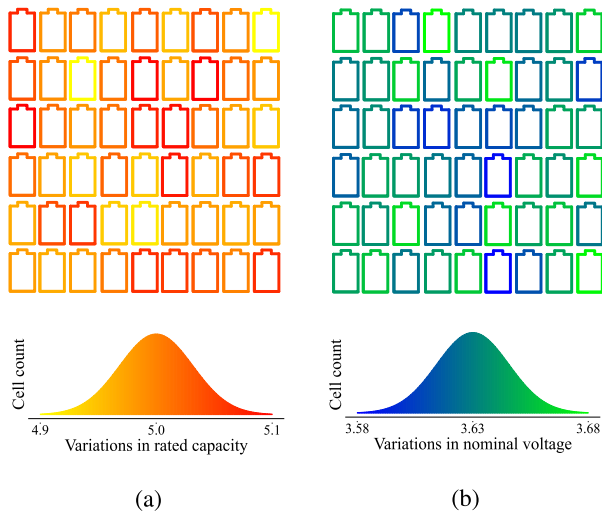 Cell count
4.9 5.0 5.1
Variations in rated capacity
(a)
Cell count
3.58 3.63 3.68
Variations in nominal voltage
(b)